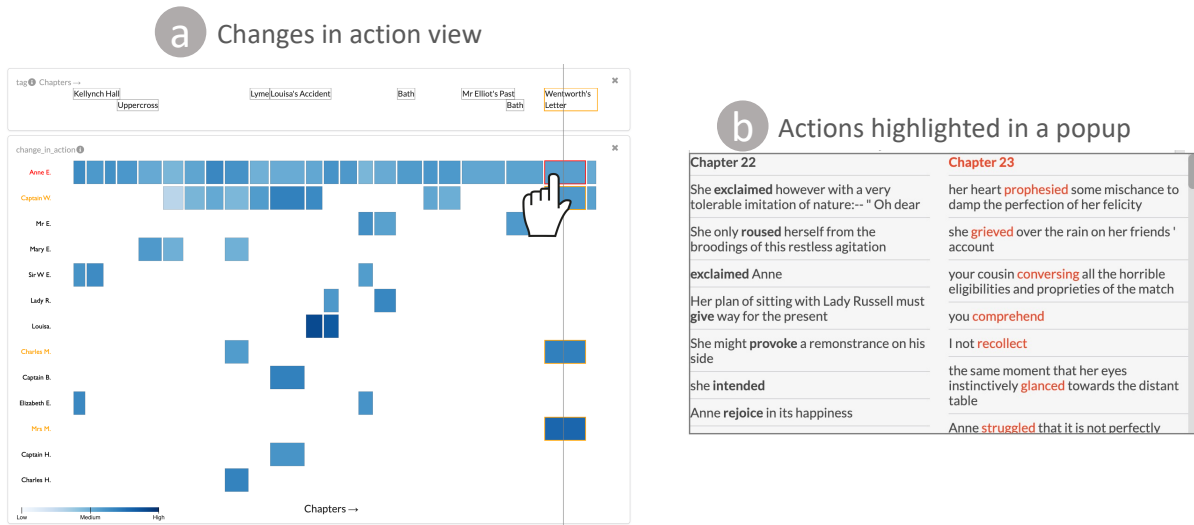 a Changes in action view
tag Chapters →
Kellynch Hall
Uppercross
Lyme
Louisa's Accident
Bath
Mr Elliot's Past
Bath
Wentworth's
Letter
change_in_action
Anne E.
Captain W.
Mr E.
Mary E.
Sir W E.
Lady R.
Louisa.
Charles M.
Captain B.
Elizabeth E.
Mrs M.
Captain H.
Charles H.
Low Medium High
Chapters →
b Actions highlighted in a popup
Chapter 22
She exclaimed however with a very
tolerable imitation of nature:-- " Oh dear
She only roused herself from the
broodings of this restless agitation
exclaimed Anne
Her plan of sitting with Lady Russell must
give way for the present
She might provoke a remonstrance on his
side
she intended
Anne rejoice in its happiness
Chapter 23
her heart prophesied some mischance to
damp the perfection of her felicity
she grieved over the rain on her friends '
account
your cousin conversing all the horrible
eligibilities and proprieties of the match
you comprehend
I not recollect
the same moment that her eyes
instinctively glanced towards the distant
table
Anne struggled that it is not perfectly